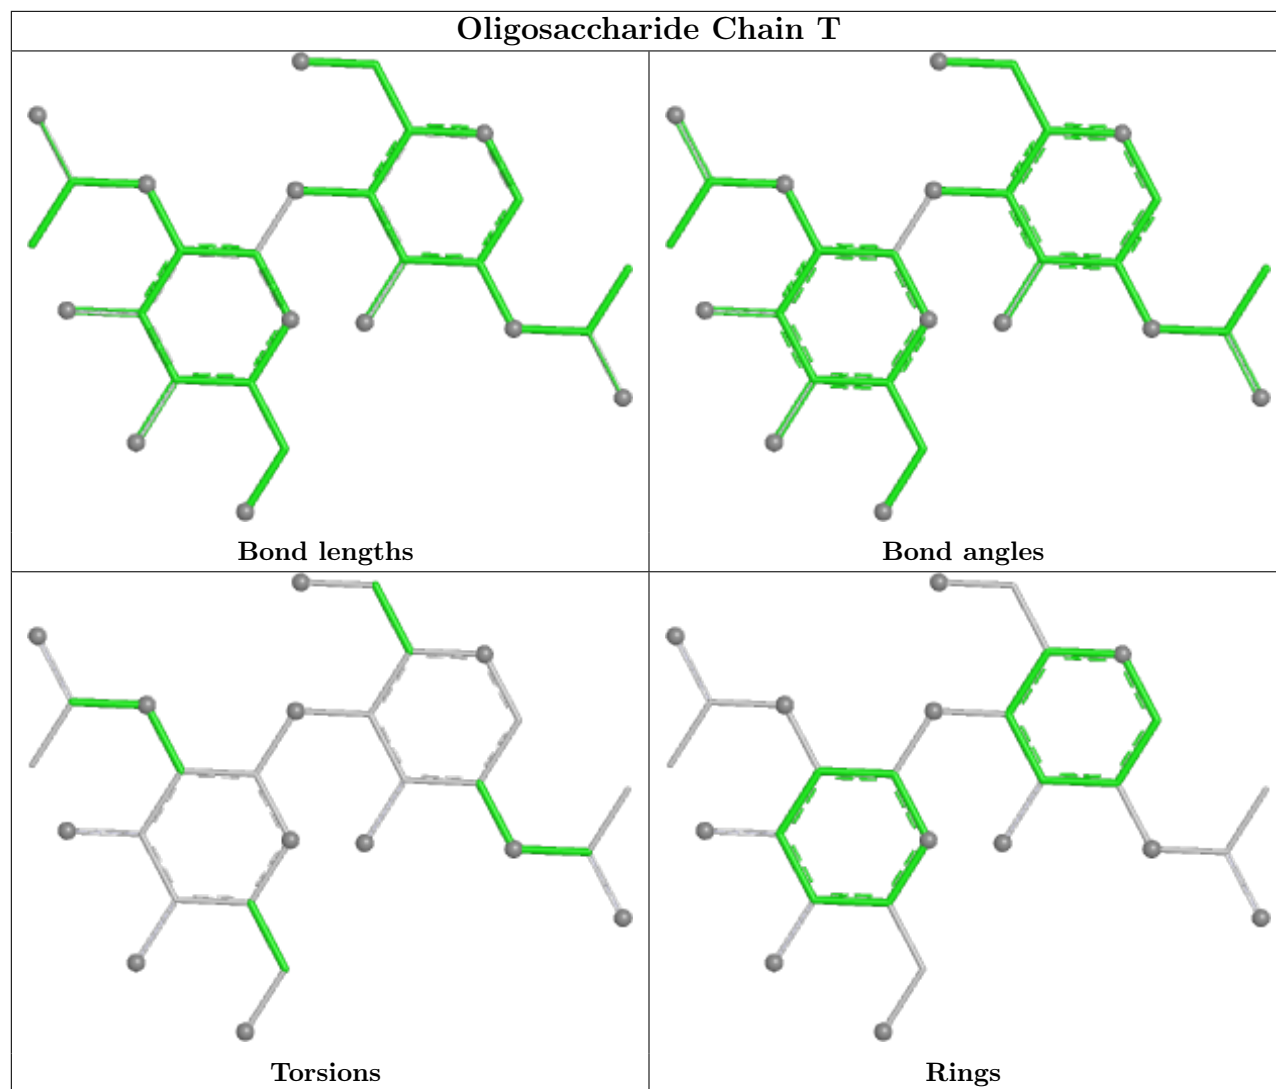 Oligosaccharide Chain T
Bond lengths
Bond angles
Torsions
Rings